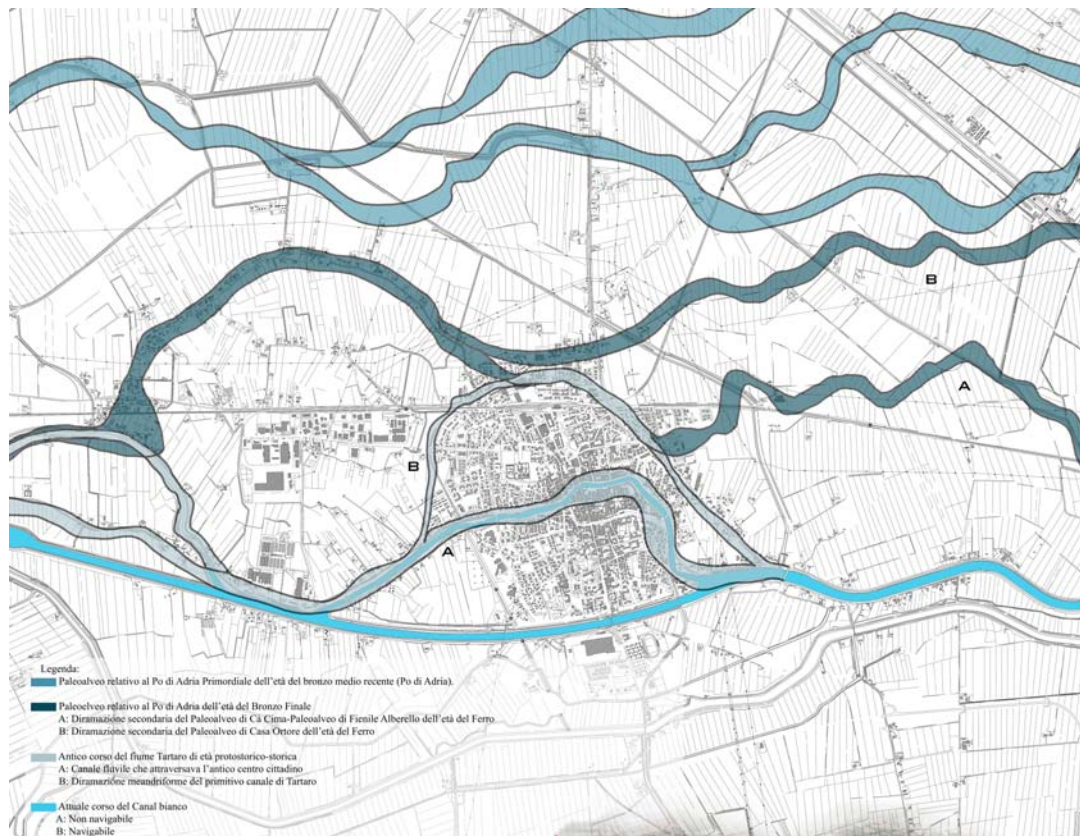 B
A
B
A
Legenda:
Paleoalveo relativo al Po di Adria Primordiale dell'età del bronzo medio recente (Po di Adria).
Paleoelveo relativo al Po di Adria dell'età del Bronzo Finale
A: Diramazione secondaria del Paleoalveo di Cà Cima-Paleoalveo di Fienile Alberello dell'età del Ferro
B: Diramazione secondaria del Paleoalveo di Casa Ortore dell'età del Ferro
Antico corso del fiume Tartaro di età protostorico-storica
A: Canale fluvile che attraversava l'antico centro cittadino
B: Diramazione meandriforme del primitivo canale di Tartaro
Attuale corso del Canal bianco
A: Non navigabile
B: Navigabile